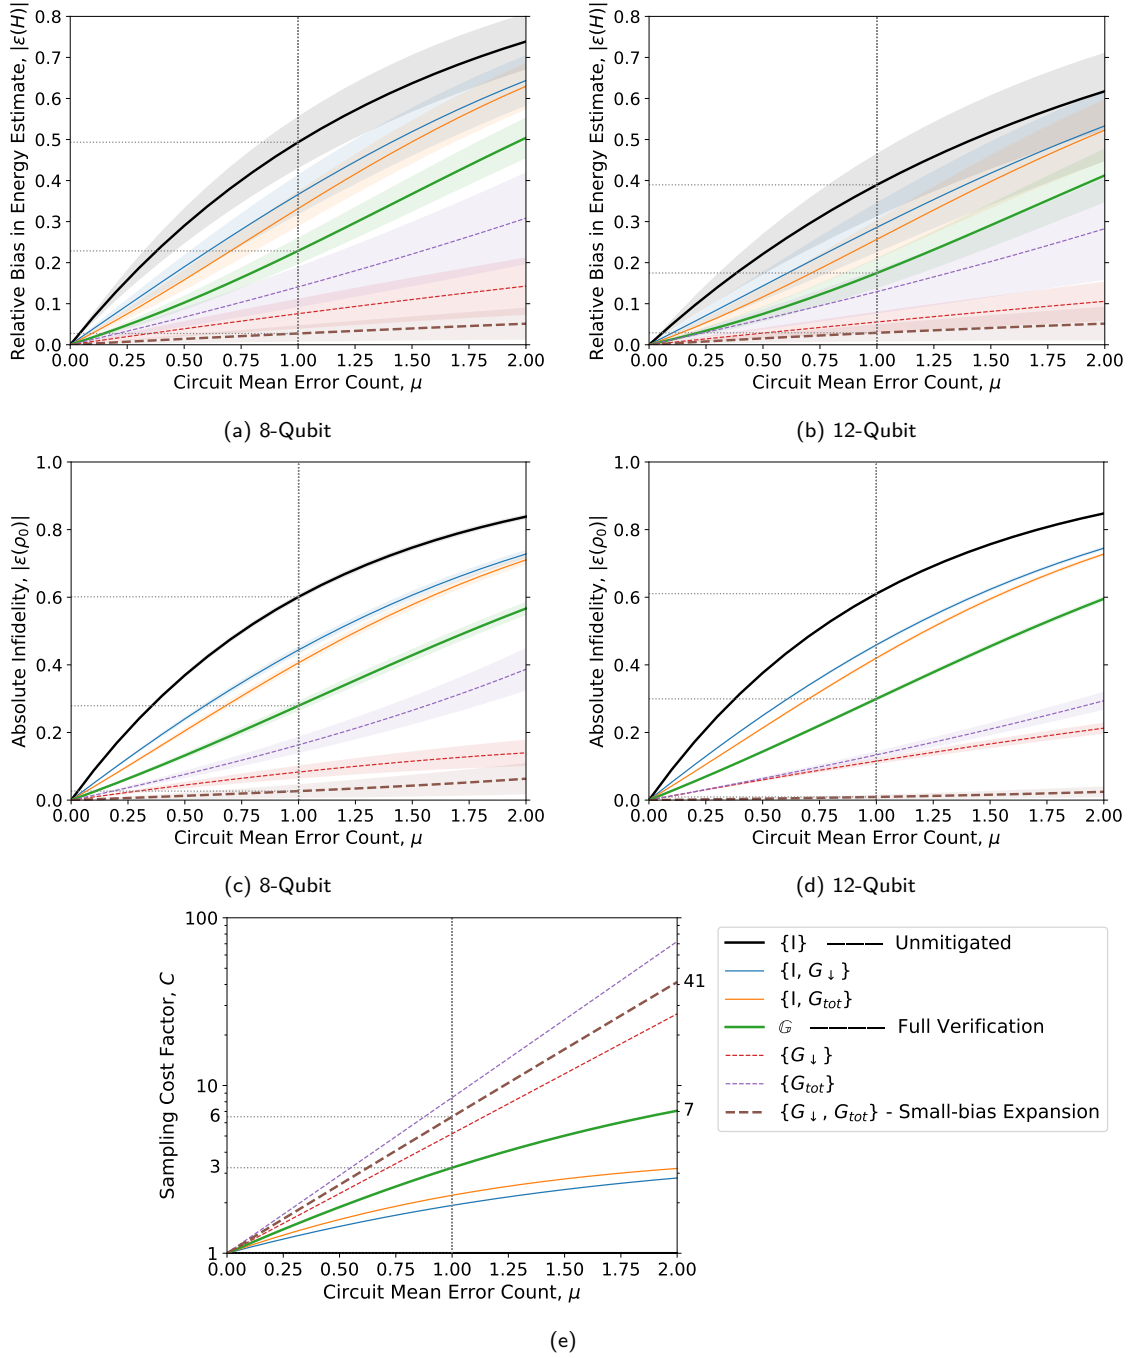 Relative Bias in Energy Estimate, |ε(H)|
0.8
0.7
0.6
0.5
0.4
0.3
0.2
0.1
0.0
0.00 0.25 0.50 0.75 1.00 1.25 1.50 1.75 2.00
Circuit Mean Error Count, μ
(a) 8-Qubit
Relative Bias in Energy Estimate, |ε(H)|
0.8
0.7
0.6
0.5
0.4
0.3
0.2
0.1
0.0
0.00 0.25 0.50 0.75 1.00 1.25 1.50 1.75 2.00
Circuit Mean Error Count, μ
(b) 12-Qubit
Absolute Infidelity, |ε(ρ₀)|
1.0
0.8
0.6
0.4
0.2
0.0
0.00 0.25 0.50 0.75 1.00 1.25 1.50 1.75 2.00
Circuit Mean Error Count, μ
(c) 8-Qubit
Absolute Infidelity, |ε(ρ₀)|
1.0
0.8
0.6
0.4
0.2
0.0
0.00 0.25 0.50 0.75 1.00 1.25 1.50 1.75 2.00
Circuit Mean Error Count, μ
(d) 12-Qubit
Sampling Cost Factor, C
100
10
6
3
1
41
7
0.00 0.25 0.50 0.75 1.00 1.25 1.50 1.75 2.00
Circuit Mean Error Count, μ
(e)
{I} ———— Unmitigated
{I, G↓}
{I, G_tot}
𝔾 ———— Full Verification
{G↓}
{G_tot}
{G↓, G_tot} - Small-bias Expansion